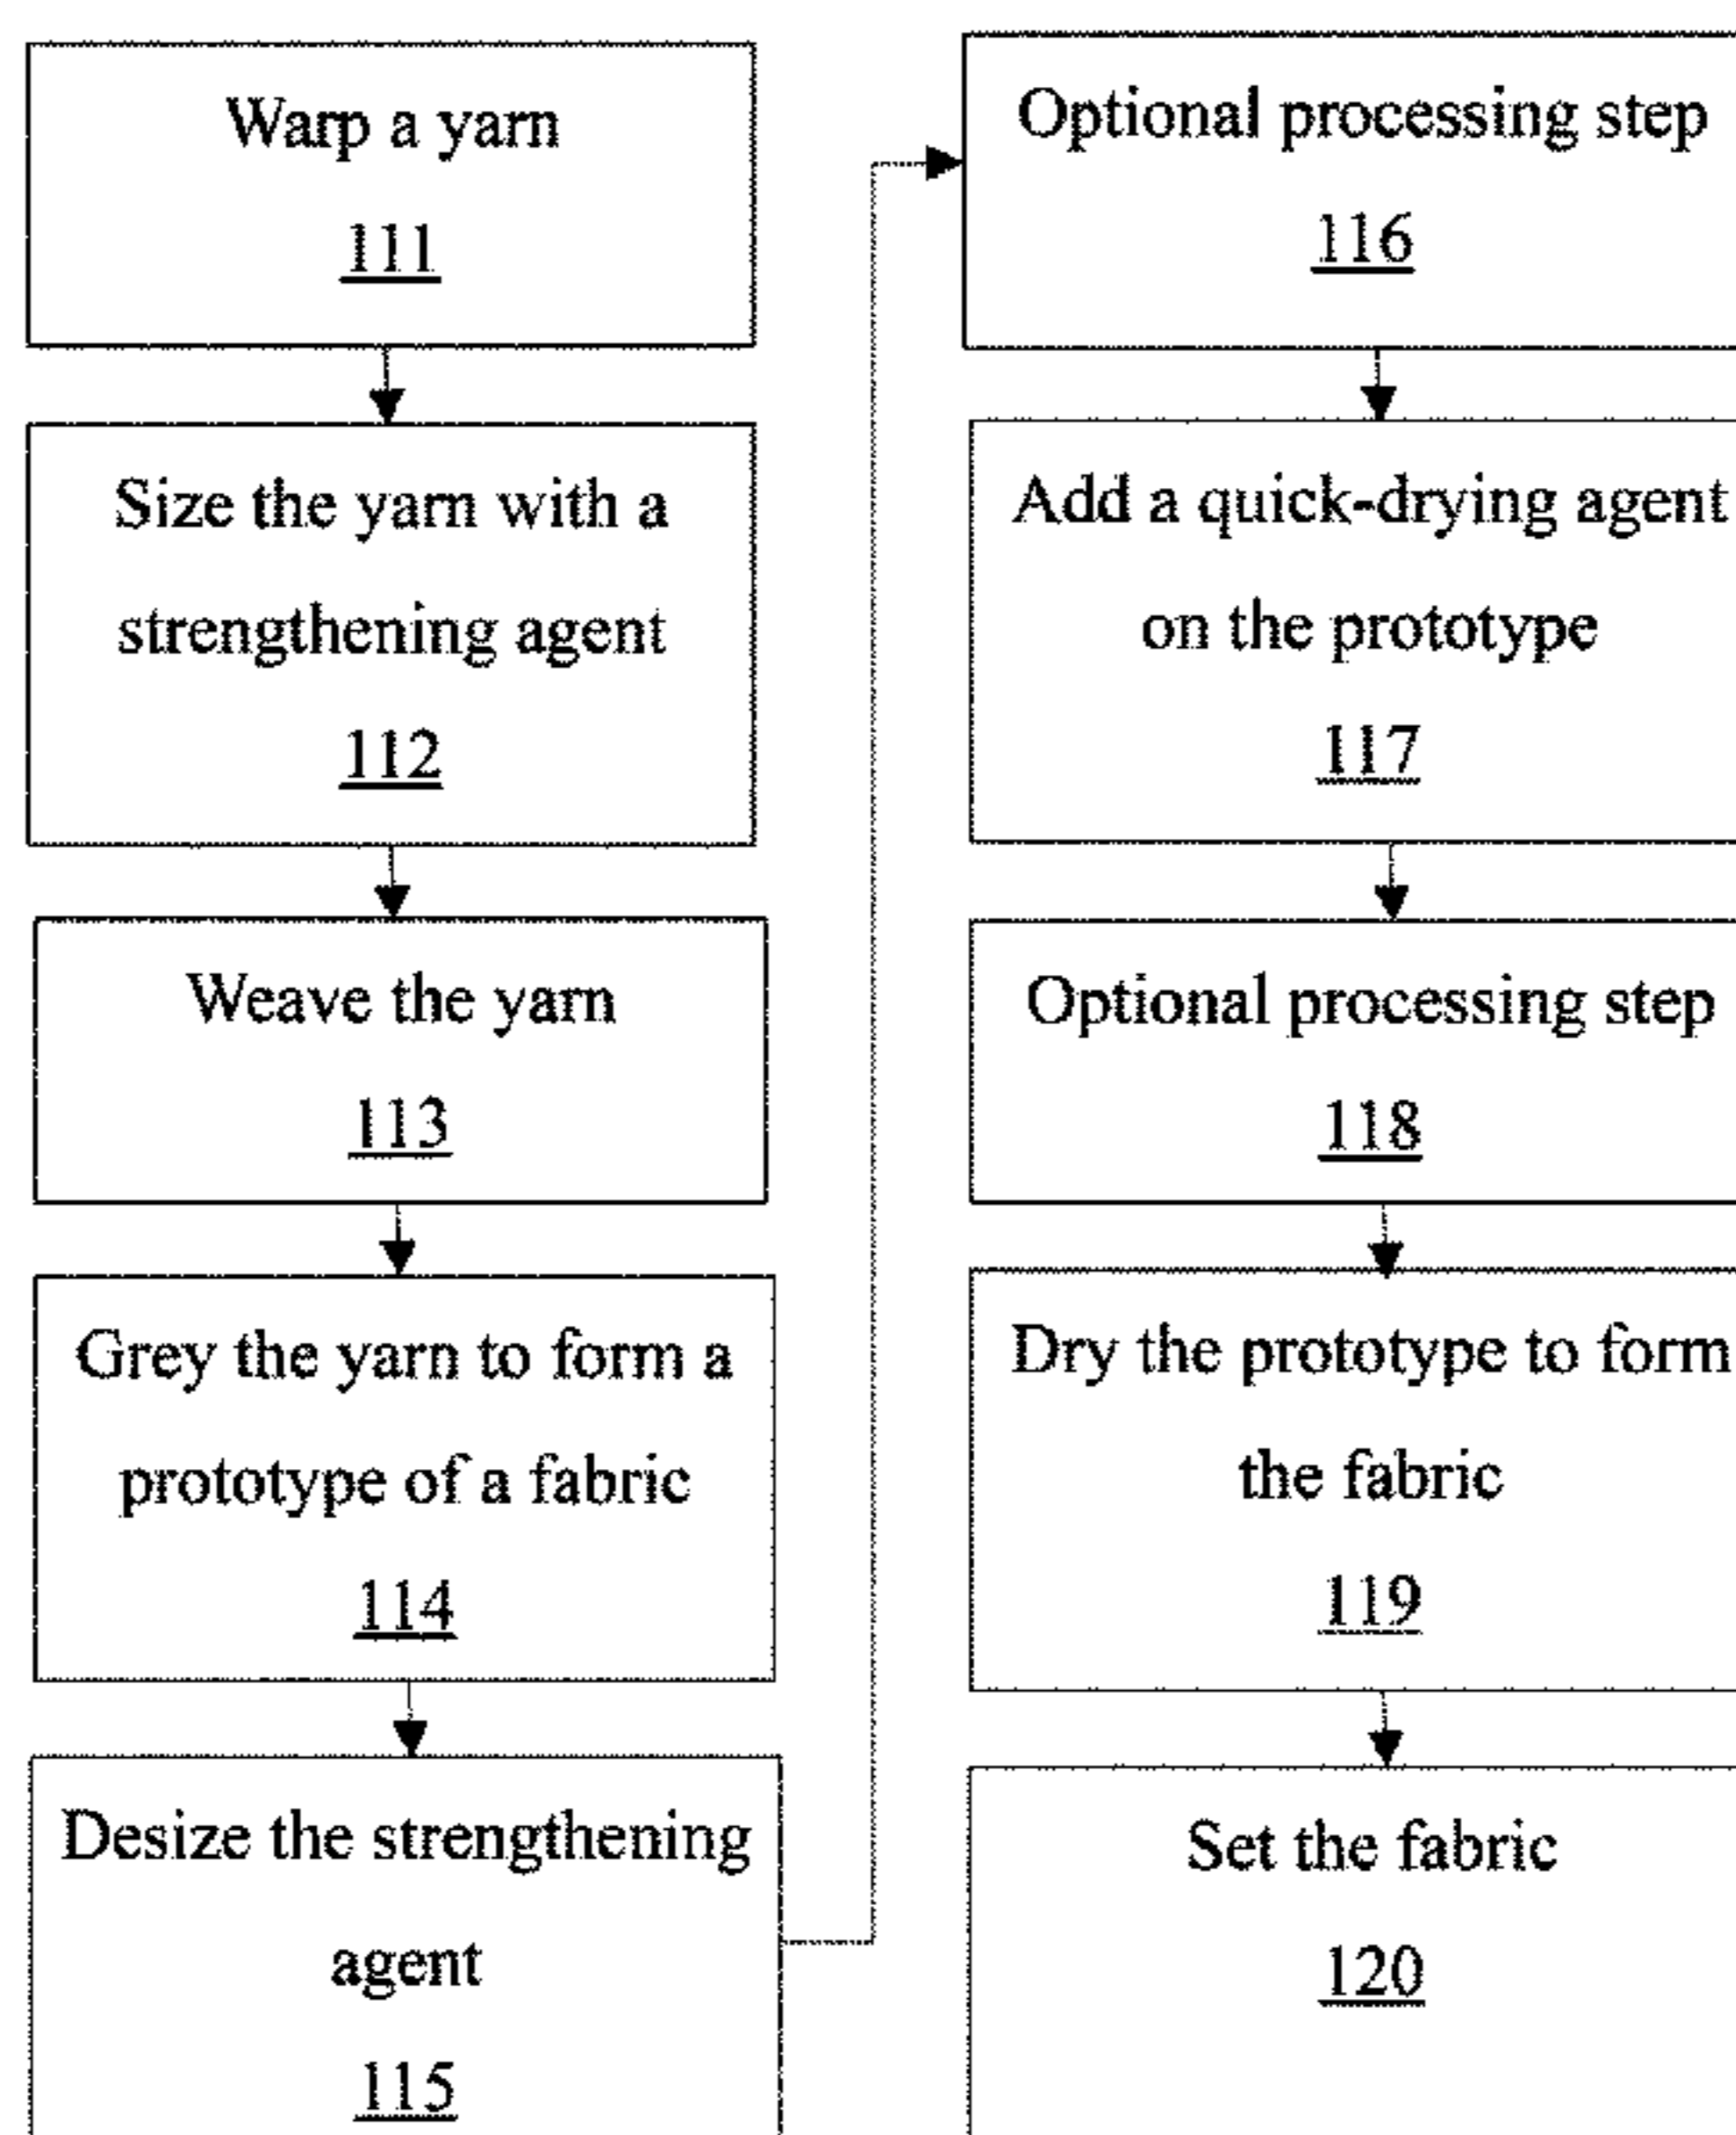 Warp a yarn
111
Size the yarn with a
strengthening agent
112
Weave the yarn
113
Grey the yarn to form a
prototype of a fabric
114
Desize the strengthening
agent
115
Optional processing step
116
Add a quick-drying agent
on the prototype
117
Optional processing step
118
Dry the prototype to form
the fabric
119
Set the fabric
120